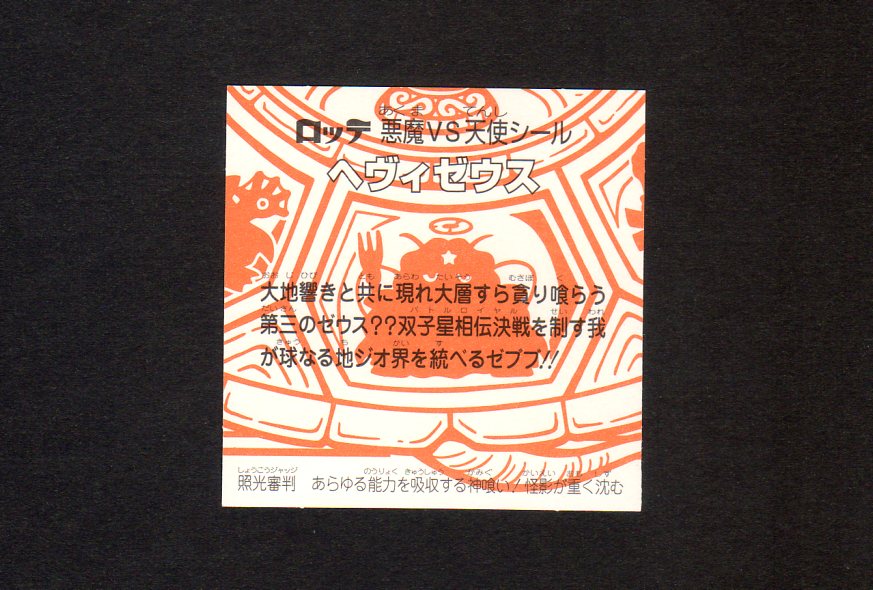 ロッテ 悪魔VS天使シール
ヘヴィゼウス
大地響きと共に現れ大層すら貪り喰らう
第三のゼウス??双子星相伝決戦を制す我
が球なる地ジオ界を統べるゼプフ!!
照光審判 あらゆる能力を吸収する神喰い!怪影が重く沈む